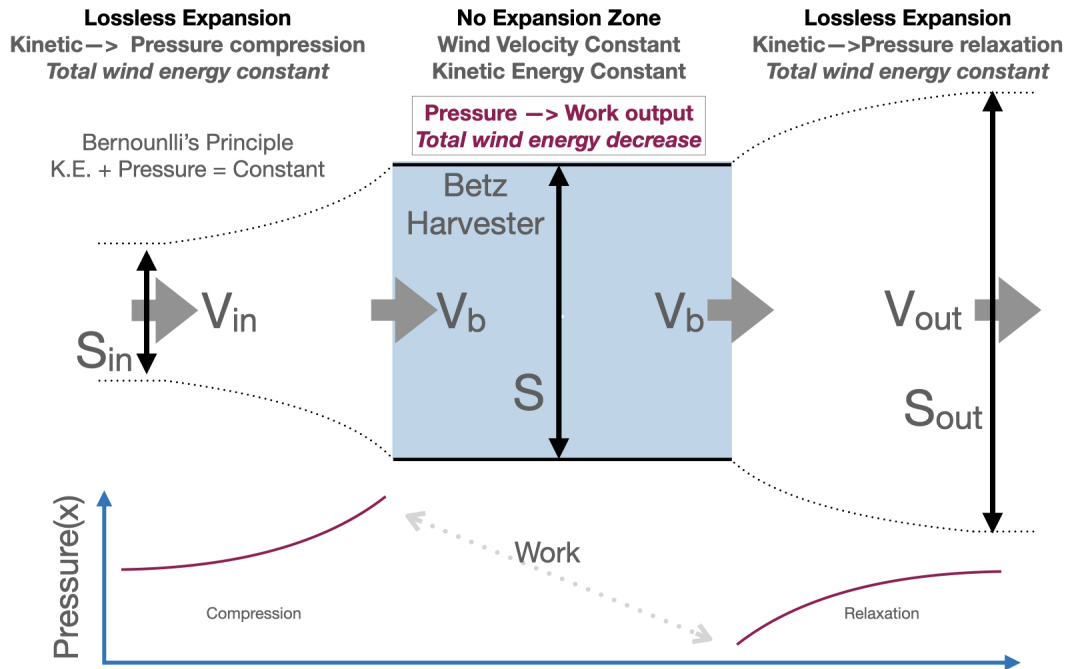 Lossless Expansion
Kinetic—> Pressure compression
Total wind energy constant
No Expansion Zone
Wind Velocity Constant
Kinetic Energy Constant
Lossless Expansion
Kinetic—>Pressure relaxation
Total wind energy constant
Pressure —> Work output
Total wind energy decrease
Bernounlli’s Principle
K.E. + Pressure = Constant
Betz
Harvester
Vin
Vb
Vb
Vout
Sin
S
Sout
Pressure(x)
Work
Compression
Relaxation